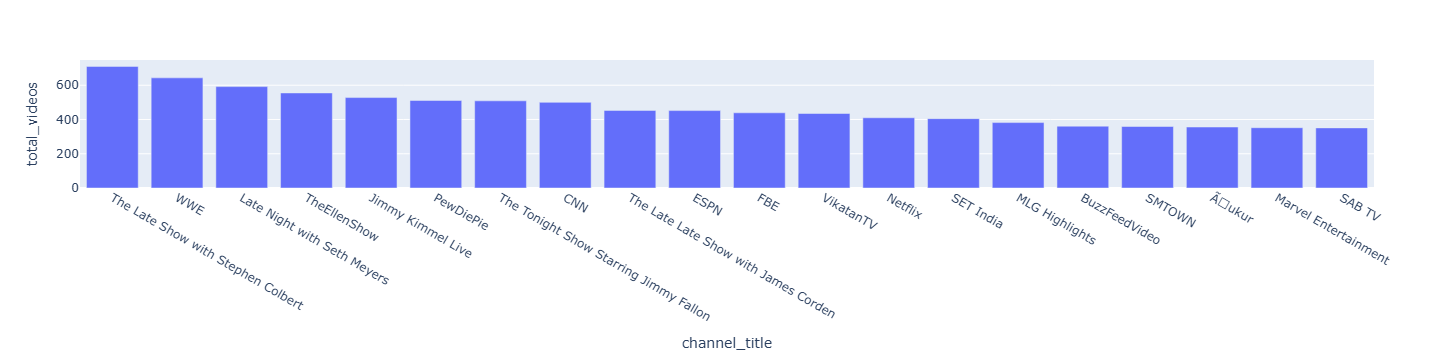 total_videos
600
400
200
0
The Late Show with Stephen Colbert
WWE
Late Night with Seth Meyers
TheEllenShow
Jimmy Kimmel Live
PewDiePie
The Tonight Show Starring Jimmy Fallon
CNN
The Late Late Show with James Corden
ESPN
FBE
VikatanTV
Netflix
SET India
MLG Highlights
BuzzFeedVideo
SMTOWN
Ã□ukur
Marvel Entertainment
SAB TV
channel_title